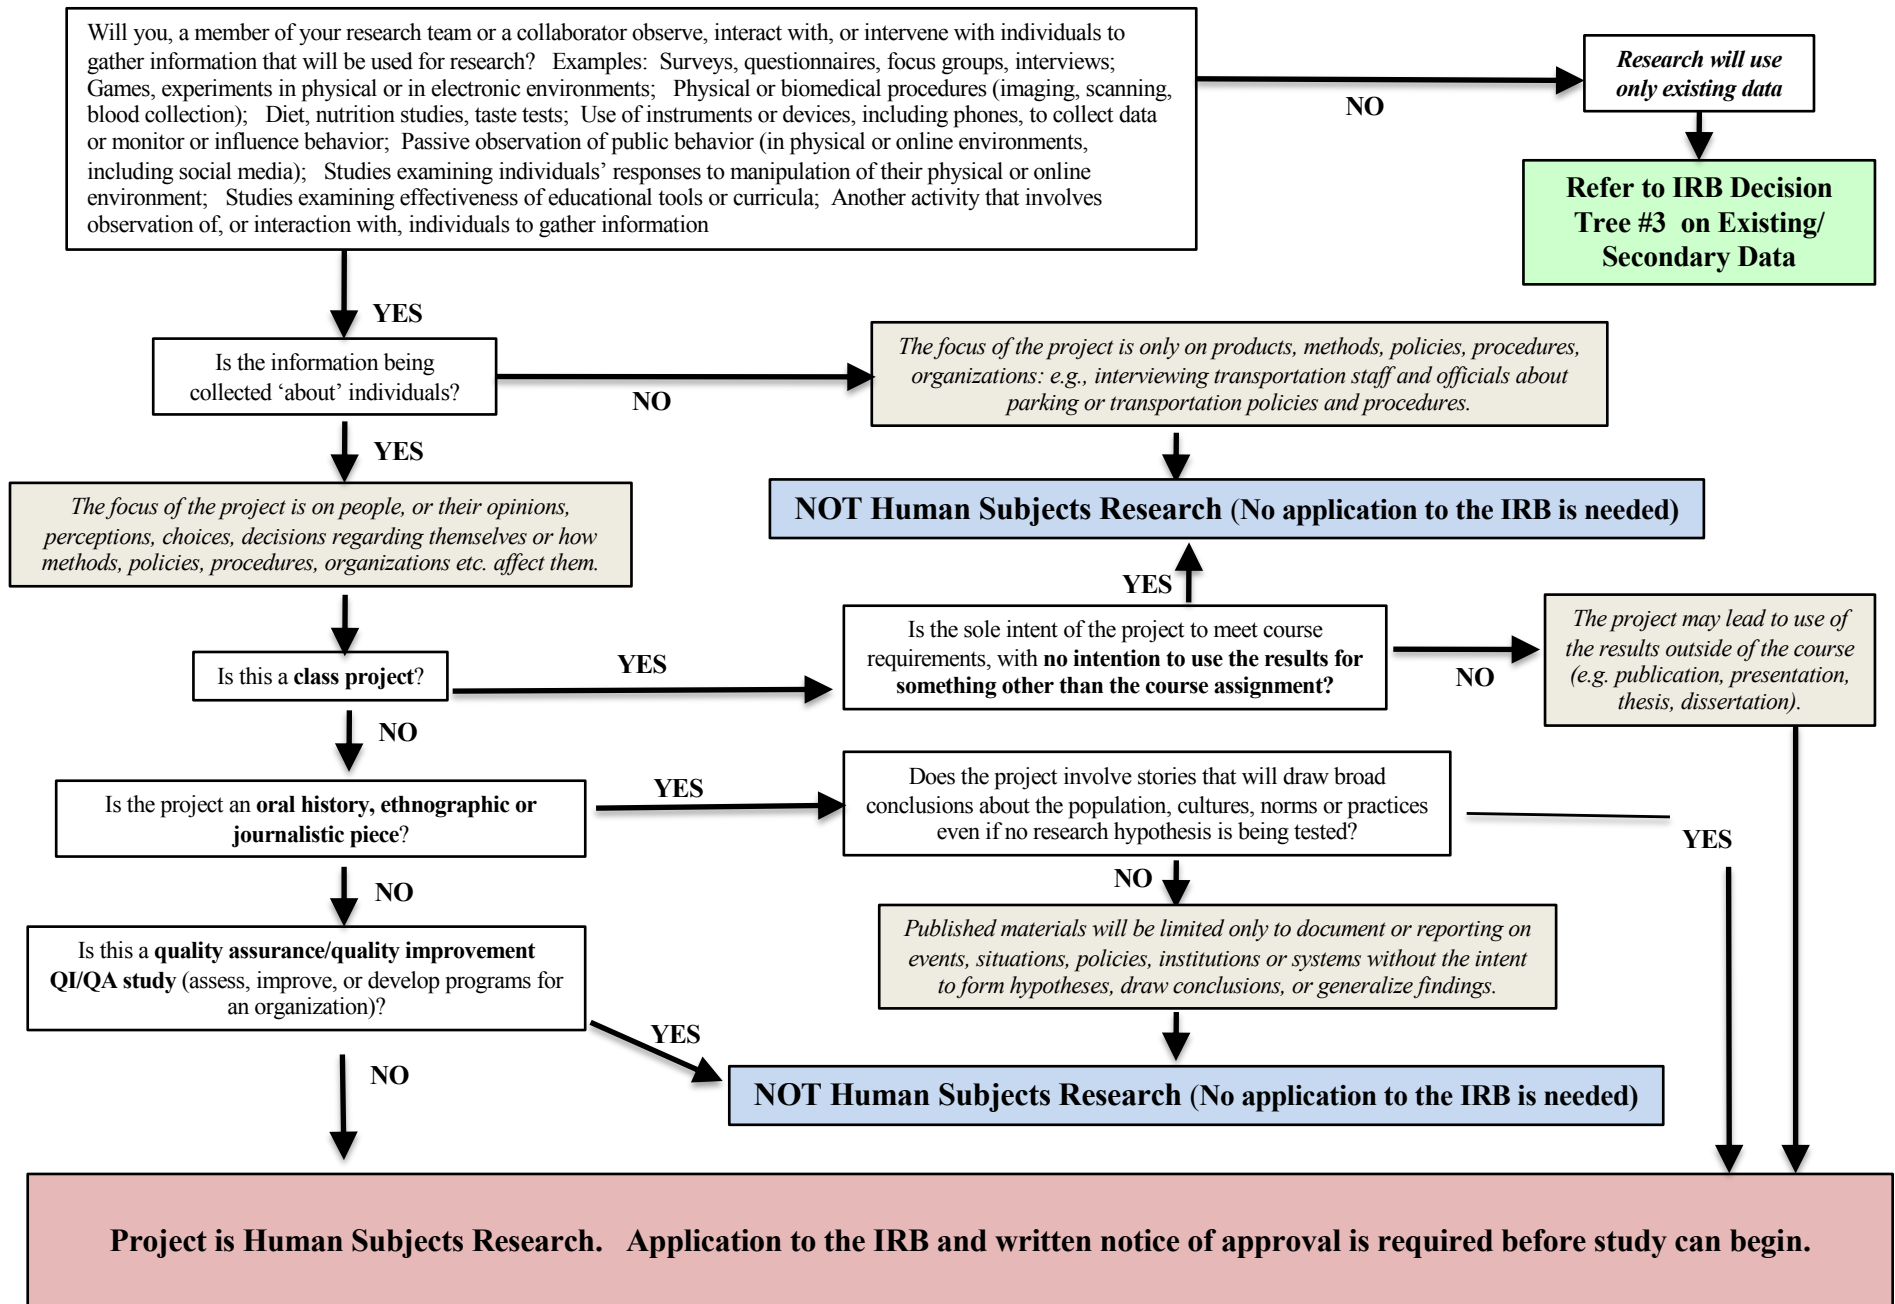 Will you, a member of your research team or a collaborator observe, interact with, or intervene with individuals to
gather information that will be used for research?   Examples:  Surveys, questionnaires, focus groups, interviews;
Games, experiments in physical or in electronic environments;   Physical or biomedical procedures (imaging, scanning,
blood collection);   Diet, nutrition studies, taste tests;   Use of instruments or devices, including phones, to collect data
or monitor or influence behavior;   Passive observation of public behavior (in physical or online environments,
including social media);   Studies examining individuals’ responses to manipulation of their physical or online
environment;   Studies examining effectiveness of educational tools or curricula;   Another activity that involves
observation of, or interaction with, individuals to gather information
NO
Research will use
only existing data
Refer to IRB Decision
Tree #3  on Existing/
Secondary Data
YES
Is the information being
collected ‘about’ individuals?
NO
The focus of the project is only on products, methods, policies, procedures,
organizations: e.g., interviewing transportation staff and officials about
parking or transportation policies and procedures.
YES
NOT Human Subjects Research (No application to the IRB is needed)
The focus of the project is on people, or their opinions,
perceptions, choices, decisions regarding themselves or how
methods, policies, procedures, organizations etc. affect them.
YES
Is this a class project?
YES
Is the sole intent of the project to meet course
requirements, with no intention to use the results for
something other than the course assignment?
NO
The project may lead to use of
the results outside of the course
(e.g. publication, presentation,
thesis, dissertation).
NO
Is the project an oral history, ethnographic or
journalistic piece?
YES
Does the project involve stories that will draw broad
conclusions about the population, cultures, norms or practices
even if no research hypothesis is being tested?
YES
NO
NO
Published materials will be limited only to document or reporting on
events, situations, policies, institutions or systems without the intent
to form hypotheses, draw conclusions, or generalize findings.
Is this a quality assurance/quality improvement
QI/QA study (assess, improve, or develop programs for
an organization)?
YES
NO
NOT Human Subjects Research (No application to the IRB is needed)
Project is Human Subjects Research.   Application to the IRB and written notice of approval is required before study can begin.